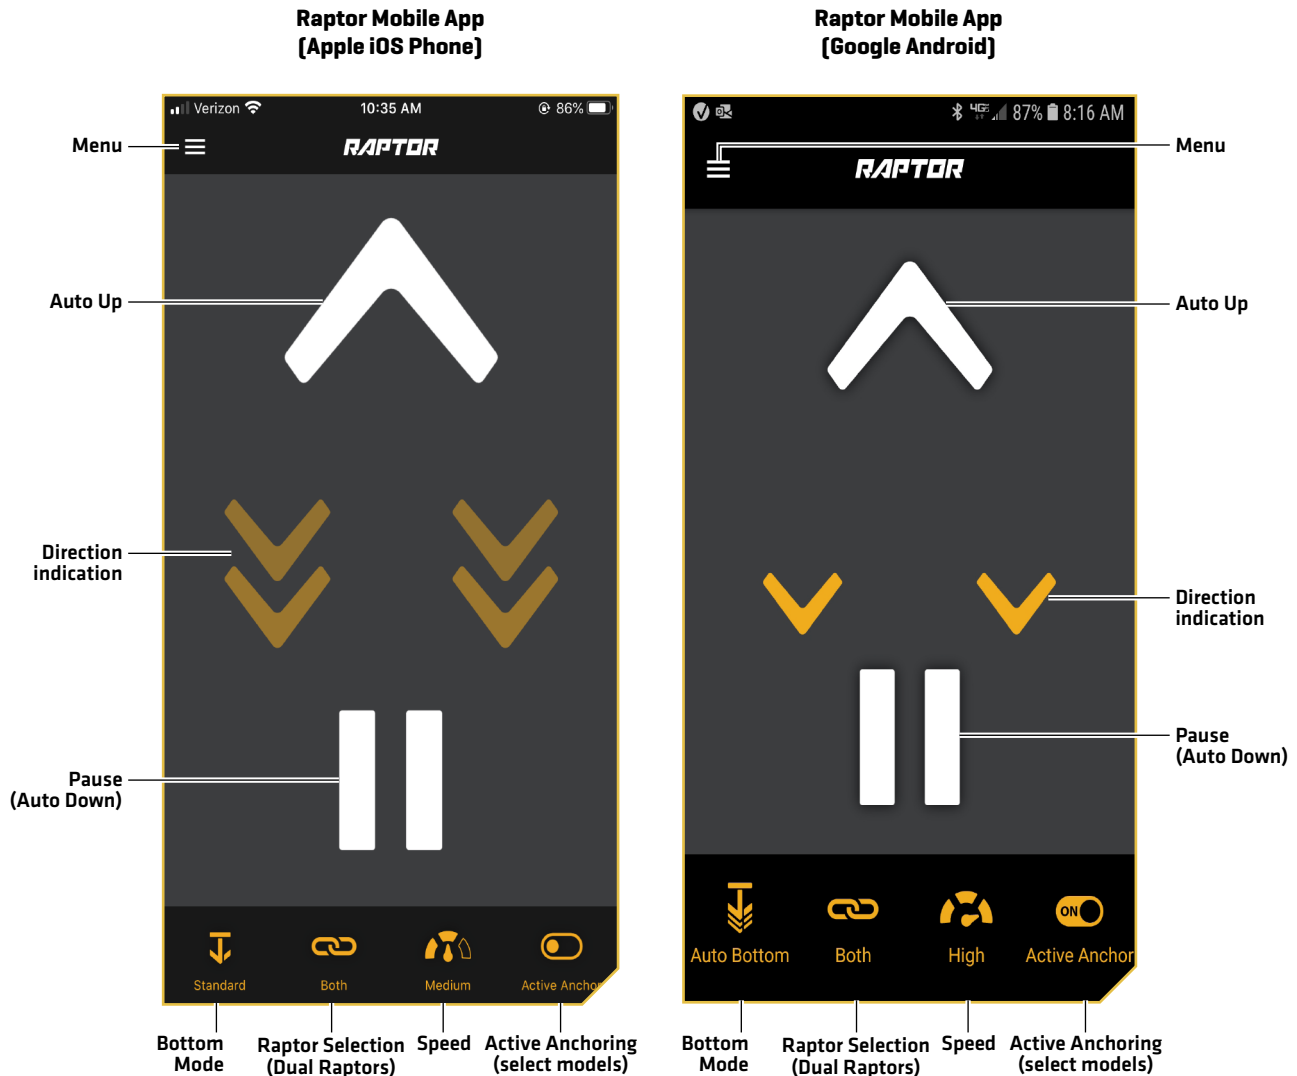 Raptor Mobile App
(Apple iOS Phone)
Raptor Mobile App
(Google Android)
Verizon
10:35 AM
86%
RAPTOR
Menu
Auto Up
Direction
indication
Pause
(Auto Down)
Standard
Both
Medium
Active Anchor
Bottom
Mode
Raptor Selection
(Dual Raptors)
Speed
Active Anchoring
(select models)
4GE
87%
8:16 AM
RAPTOR
Menu
Auto Up
Direction
indication
Pause
(Auto Down)
ON
Auto Bottom
Both
High
Active Anchor
Bottom
Mode
Raptor Selection
(Dual Raptors)
Speed
Active Anchoring
(select models)